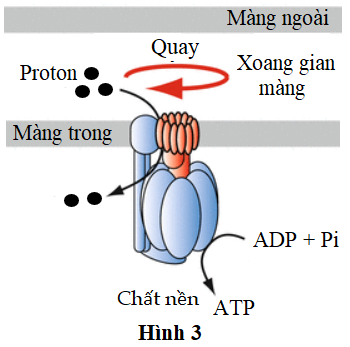 Màng ngoài
Quay
Proton
Xoang gian
màng
Màng trong
ADP + Pi
Chất nền
ATP
Hình 3